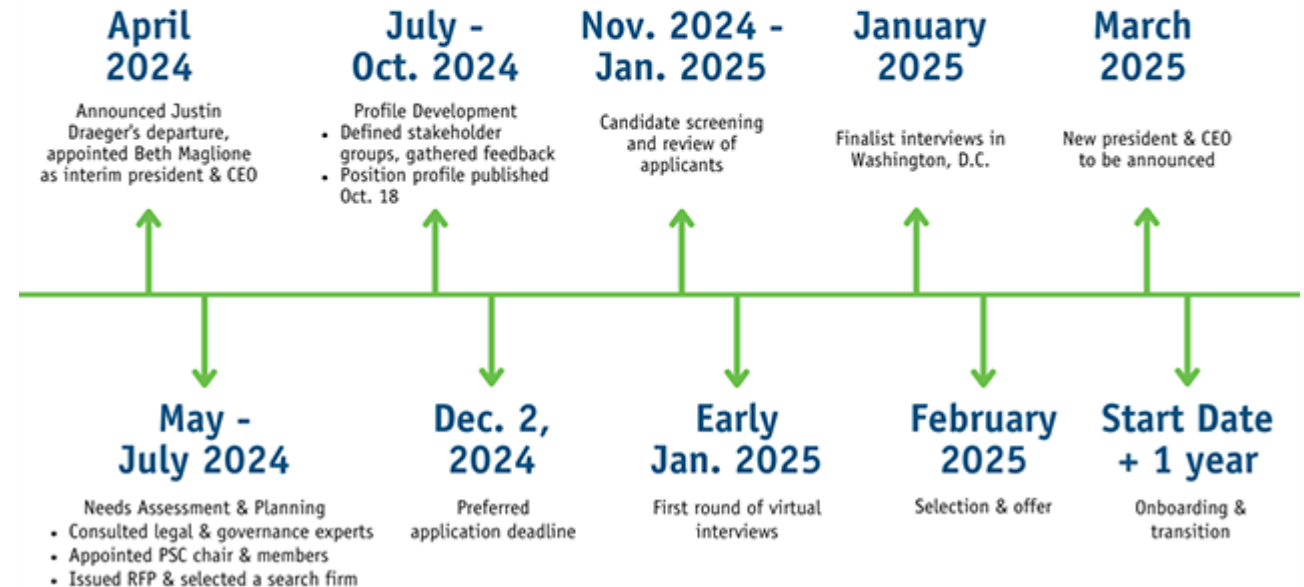 April
2024
Announced Justin
Draeger's departure,
appointed Beth Maglione
as interim president & CEO
July -
Oct. 2024
Profile Development
• Defined stakeholder
groups, gathered feedback
• Position profile published
Oct. 18
Nov. 2024 -
Jan. 2025
Candidate screening
and review of
applicants
January
2025
Finalist interviews in
Washington, D.C.
March
2025
New president & CEO
to be announced
May -
July 2024
Needs Assessment & Planning
• Consulted legal & governance experts
• Appointed PSC chair & members
• Issued RFP & selected a search firm
Dec. 2,
2024
Preferred
application deadline
Early
Jan. 2025
First round of virtual
interviews
February
2025
Selection & offer
Start Date
+ 1 year
Onboarding &
transition